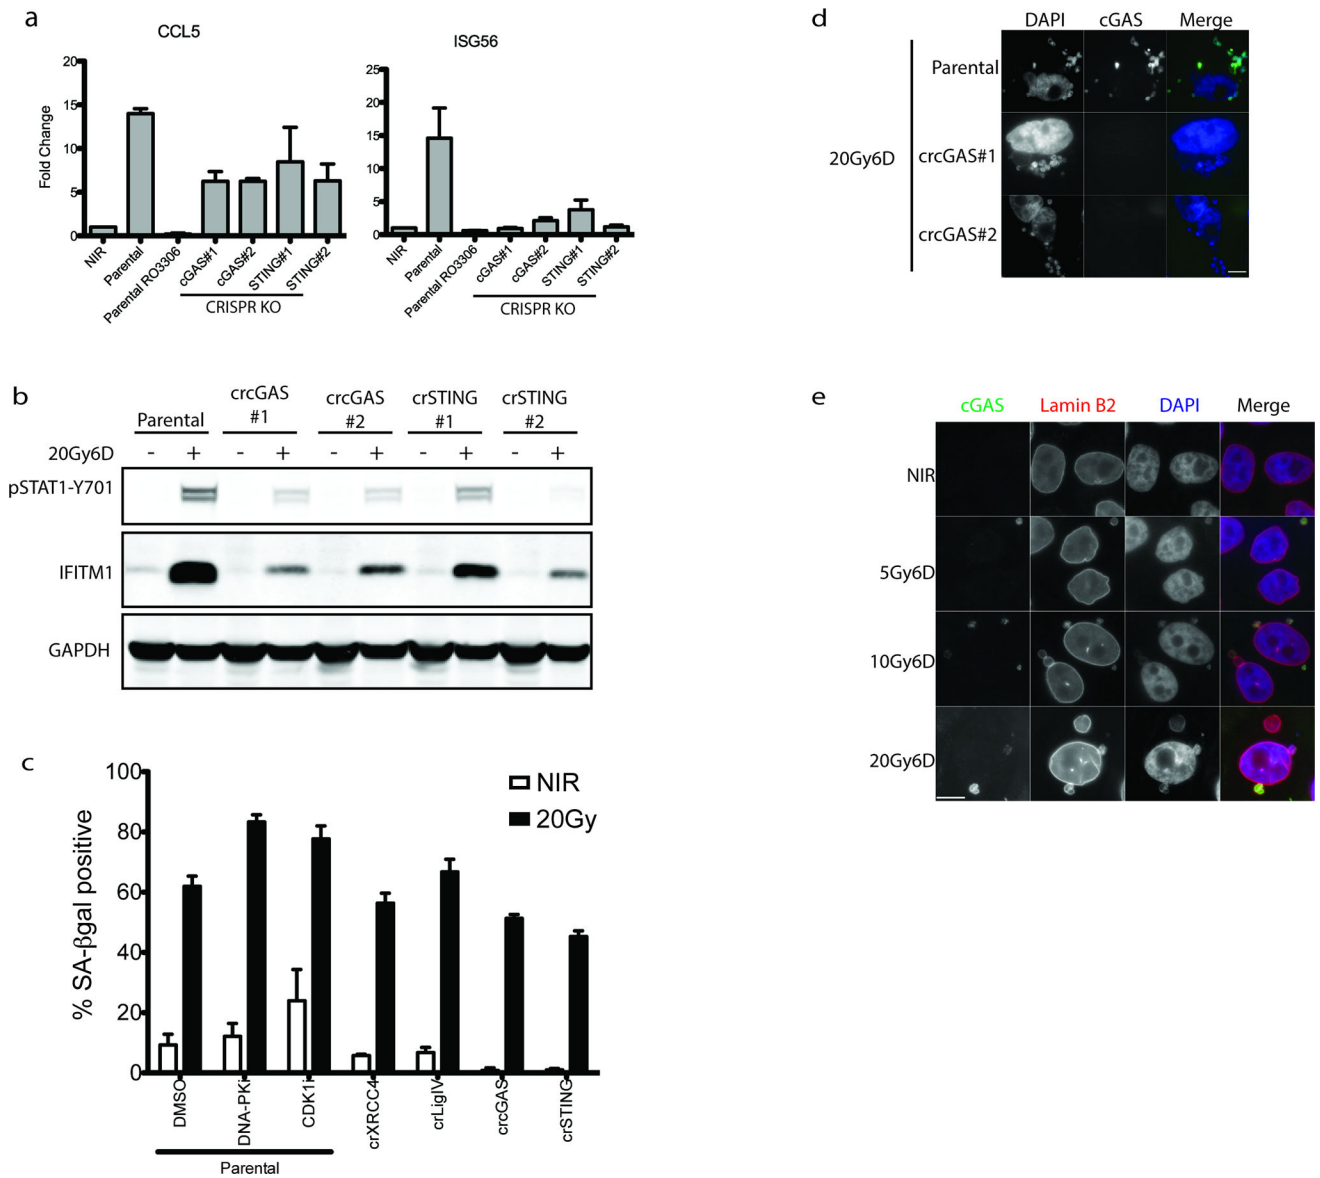 a
CCL5
Fold Change
20
15
10
5
0
NIR
Parental
Parental RO3306
cGAS#1
cGAS#2
STING#1
STING#2
CRISPR KO
ISG56
25
20
15
10
5
0
NIR
Parental
Parental RO3306
cGAS#1
cGAS#2
STING#1
STING#2
CRISPR KO
b
Parental
crcGAS #1
crcGAS #2
crSTING #1
crSTING #2
20Gy6D - + - + - + - + - +
pSTAT1-Y701
IFITM1
GAPDH
c
% SA-βgal positive
100
80
60
40
20
0
NIR
20Gy
DMSO
DNA-PKi
CDK1i
crXRCC4
crLigIV
crcGAS
crSTING
Parental
d
DAPI cGAS Merge
20Gy6D
Parental
crcGAS#1
crcGAS#2
e
cGAS Lamin B2 DAPI Merge
NIR
5Gy6D
10Gy6D
20Gy6D